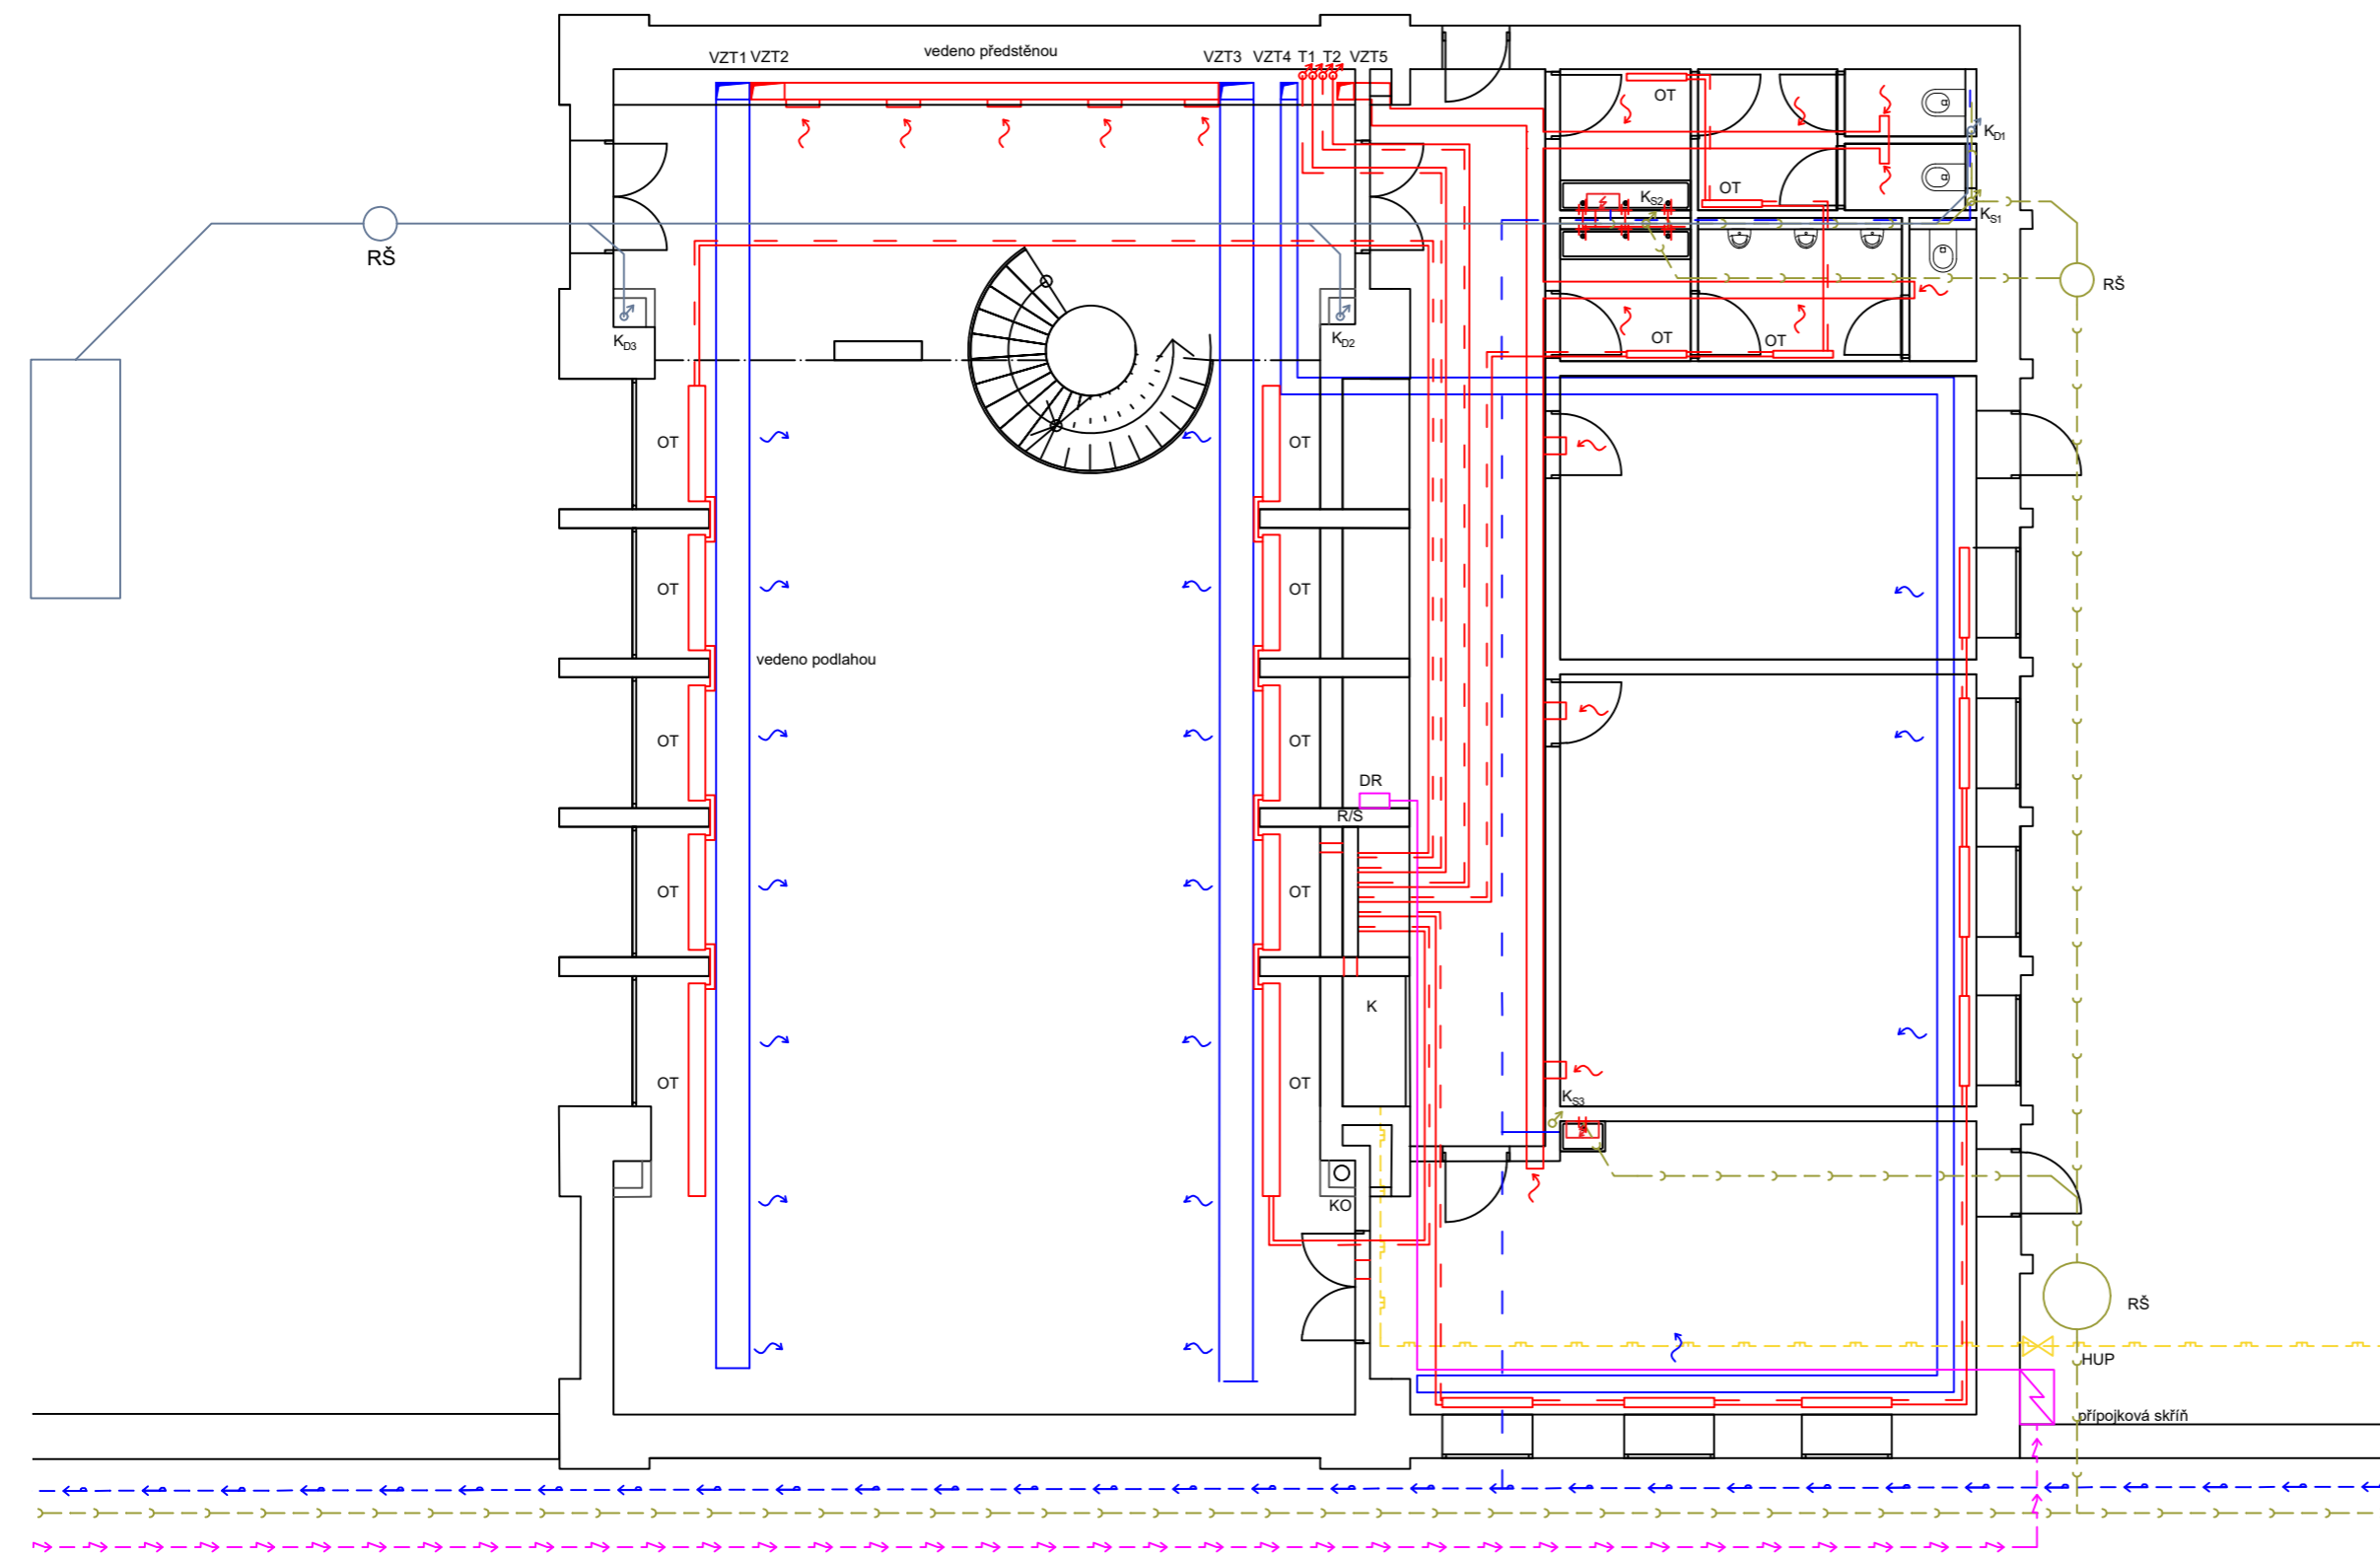 vedeno předstěnou
VZT1 VZT2
VZT3 VZT4 T1 T2 VZT5
OT
KD1
KS2
OT
KS1
RŠ
RŠ
KD3
KD2
OT
OT
OT
OT
OT
OT
vedeno podlahou
OT
OT
DR
R/S
OT
OT
K
OT
OT
KS3
KO
RŠ
HUP
přípojková skříň